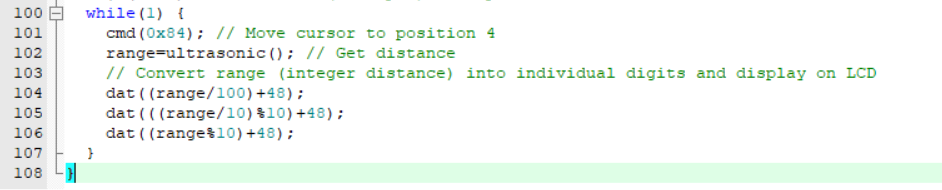 100 while(1) {
101 cmd(0x84); // Move cursor to position 4
102 range=ultrasonic(); // Get distance
103 // Convert range (integer distance) into individual digits and display on LCD
104 dat((range/100)+48);
105 dat(((range/10)%10)+48);
106 dat((range%10)+48);
107 }
108 }